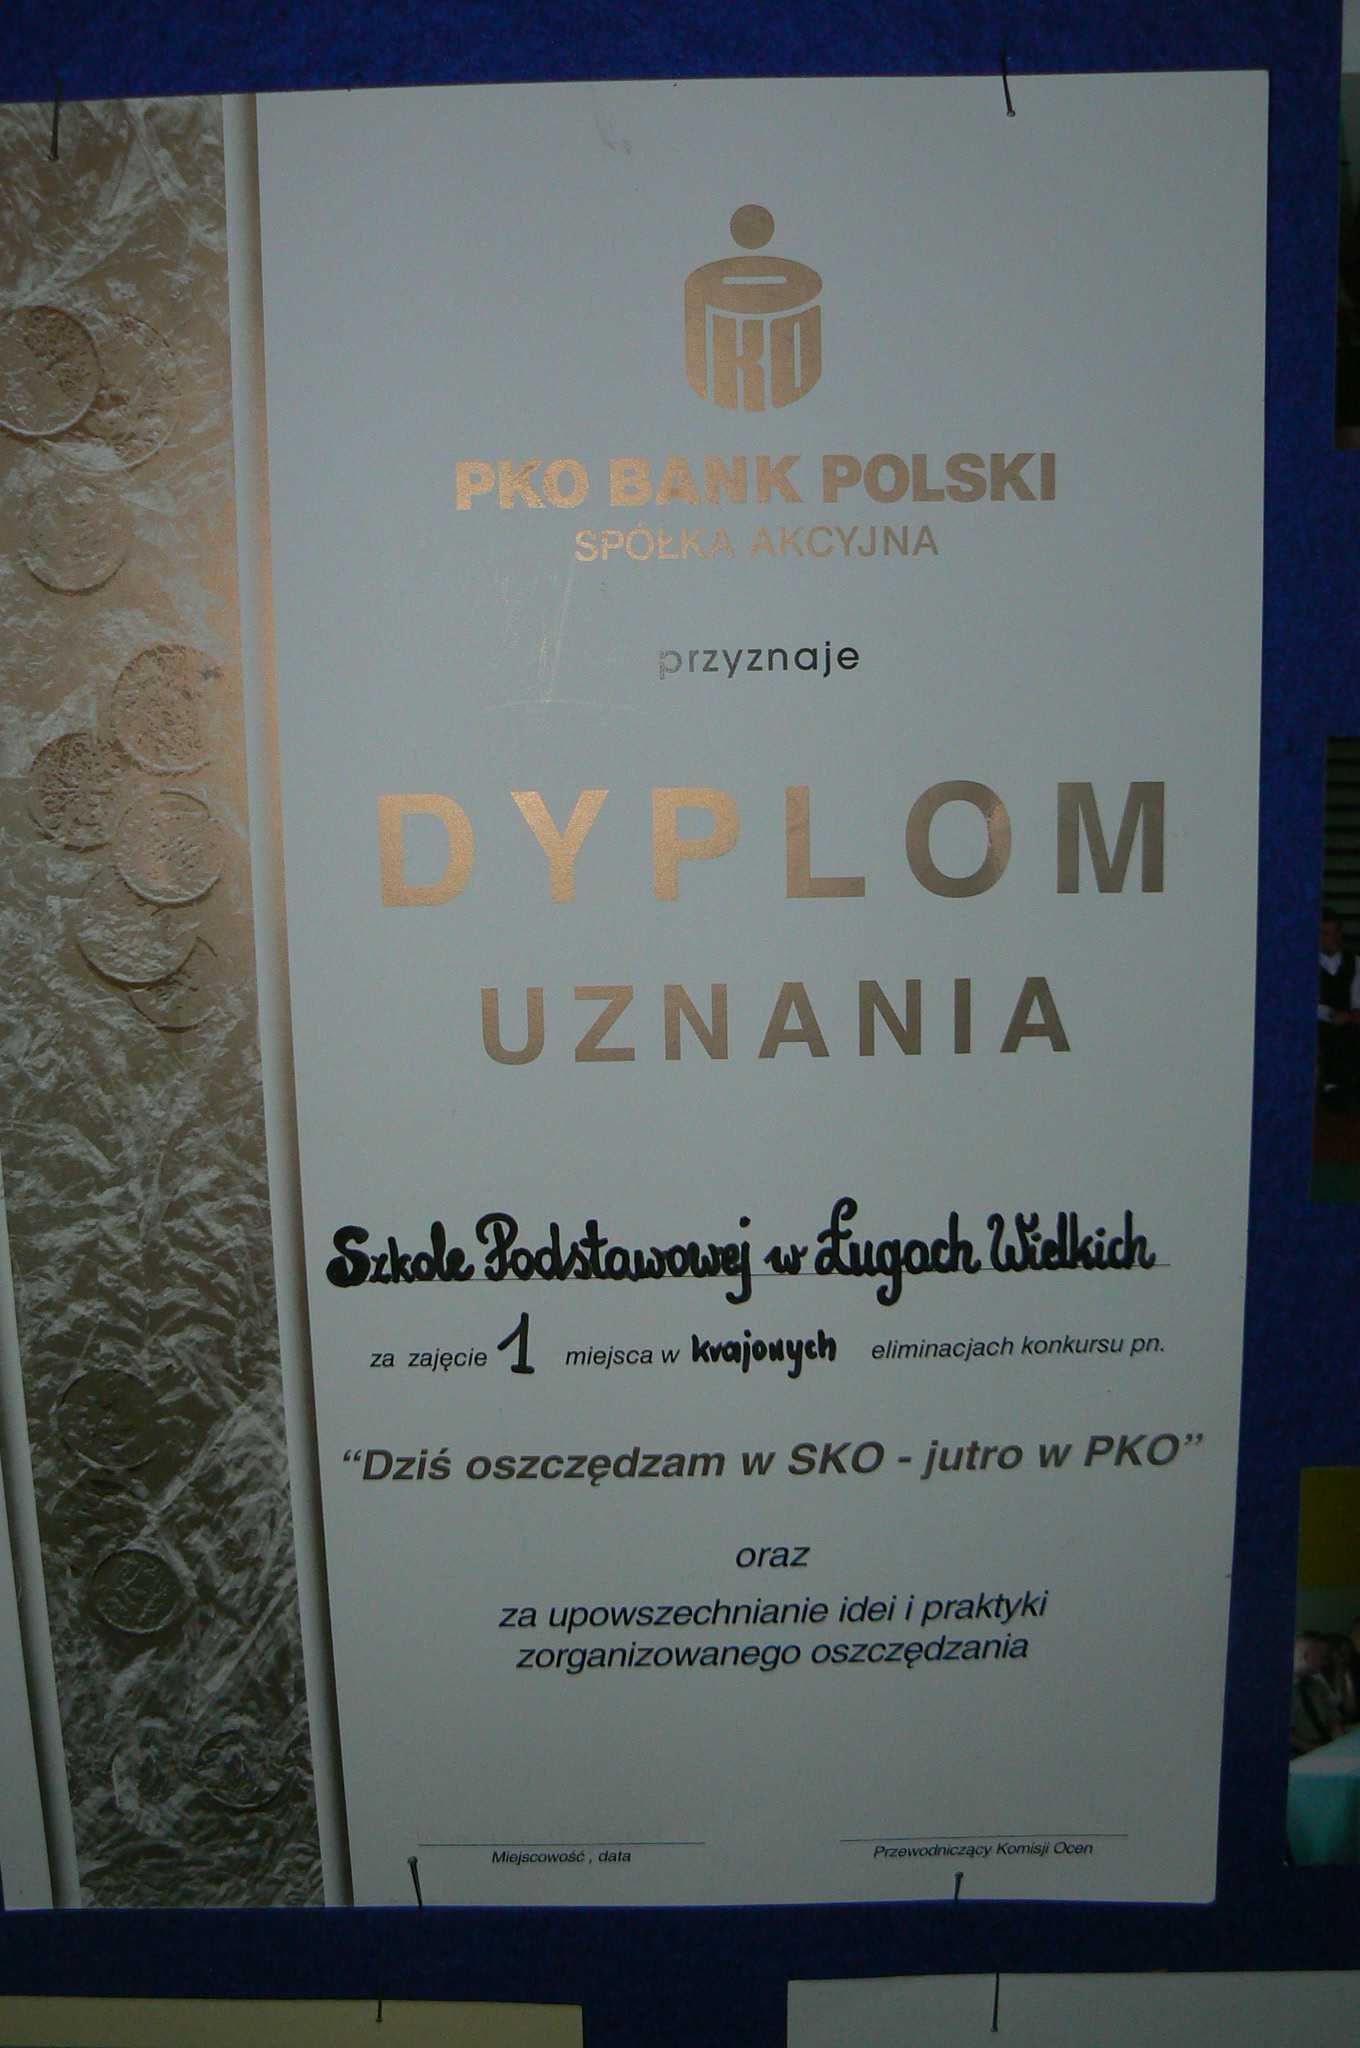 PKO
PKO BANK POLSKI
SPÓŁKA AKCYJNA
przyznaje
DYPLOM
UZNANIA
Szkole Podstawowej w Ługach Wielkich
za zajęcie 1 miejsca w krajowych eliminacjach konkursu pn.
“Dziś oszczędzam w SKO - jutro w PKO”
oraz
za upowszechnianie idei i praktyki
zorganizowanego oszczędzania
Miejscowość , data
Przewodniczący Komisji Ocen